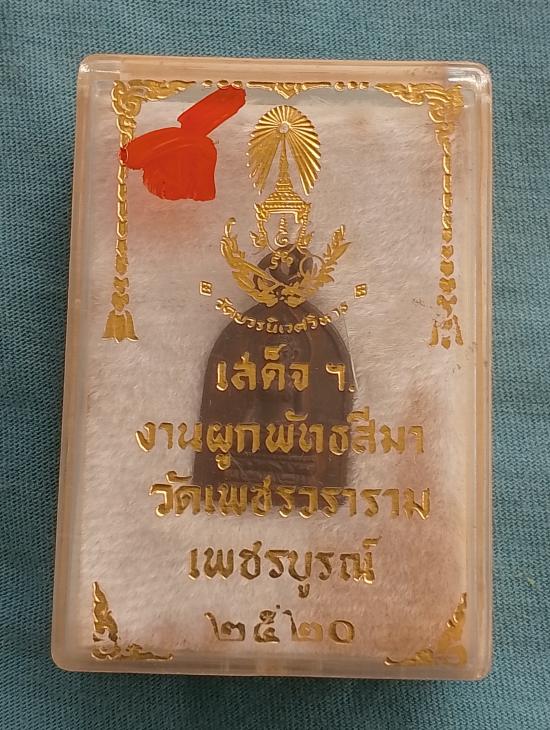 วัดบวรนิเวศวิหาร
เสด็จ ฯ.
งานผูกพัทธสีมา
วัดเพชรวราราม
เพชรบูรณ์
๒๕๒๐